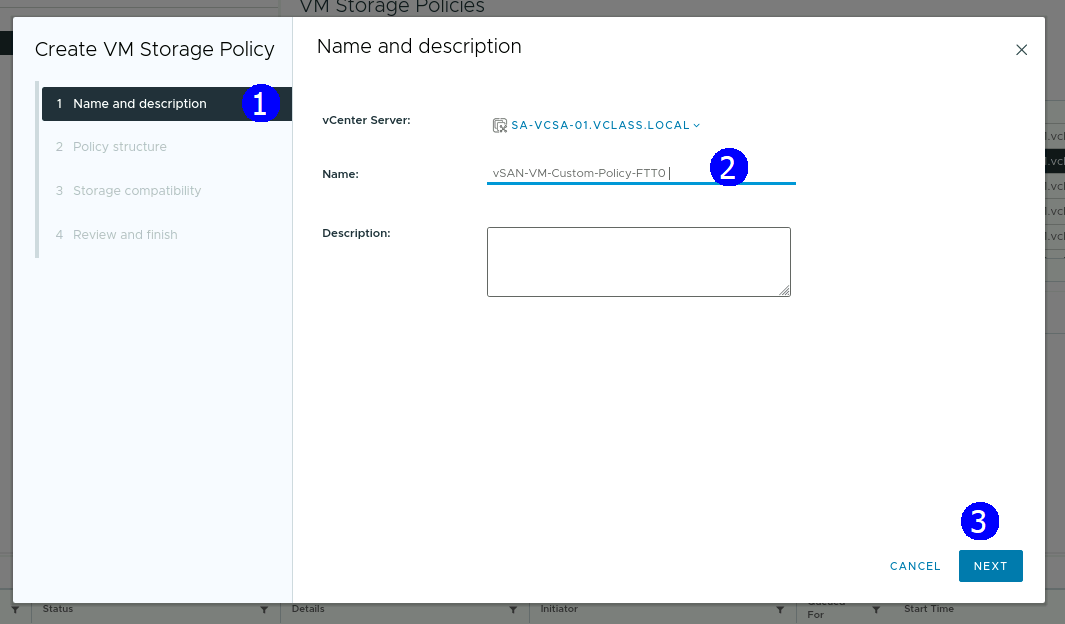 VM Storage Policies
Create VM Storage Policy
1 Name and description
1
2 Policy structure
3 Storage compatibility
4 Review and finish
Name and description
vCenter Server:
SA-VCSA-01.VCLASS.LOCAL
Name:
vSAN-VM-Custom-Policy-FTT0
2
Description:
3
CANCEL
NEXT
l.vcl
l.vcl
l.vcl
l.vcl
l.vcl
Status
Details
Initiator
Queued
For
Start Time